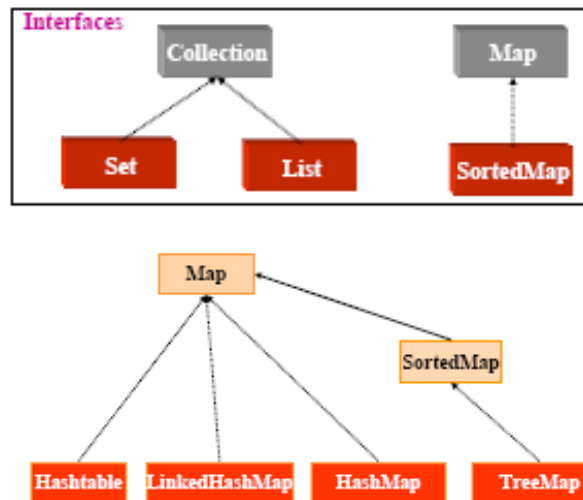 Interfaces
Collection
Map
Set
List
SortedMap
Map
SortedMap
Hashtable
LinkedHashMap
HashMap
TreeMap